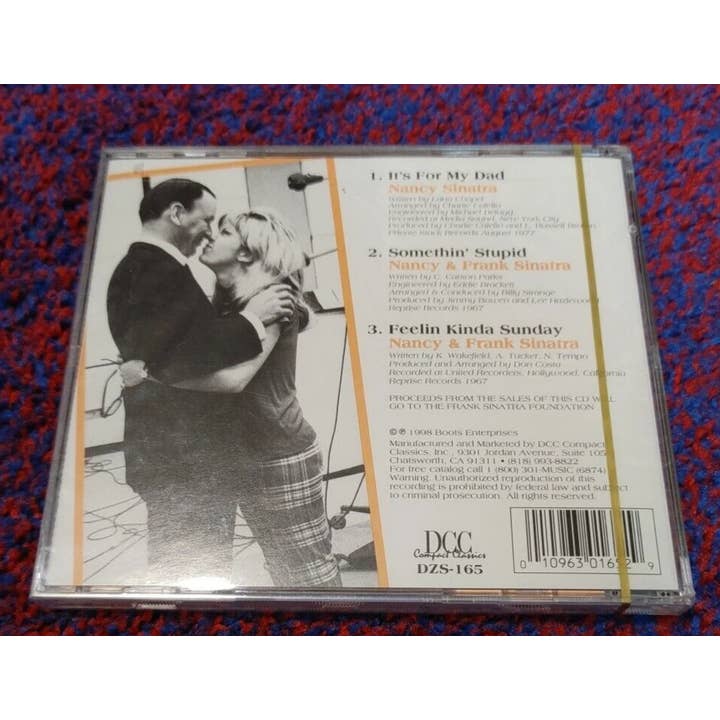 1. It's For My Dad
Nancy Sinatra
Written by Laria Chapel
Arranged by Charlie Calello
Engineered by Michael Delugg
Recorded at Media Sound, New York City
Produced by Charlie Calello and L. Russell Brown
Private Stock Records August 1977
2. Somethin' Stupid
Nancy & Frank Sinatra
Written by C. Carson Parks
Engineered by Eddie Brackett
Arranged & Conducted by Billy Strange
Produced by Jimmy Bowen and Lee Hazlewood
Reprise Records 1967
3. Feelin Kinda Sunday
Nancy & Frank Sinatra
Written by K. Wakefield, A. Tucker, N. Tempo
Produced and Arranged by Don Costa
Recorded at United Recorders, Hollywood, California
Reprise Records 1967
PROCEEDS FROM THE SALES OF THIS CD WILL
GO TO THE FRANK SINATRA FOUNDATION
© ℗ 1998 Boots Enterprises
Manufactured and Marketed by DCC Compact
Classics, Inc., 9301 Jordan Avenue, Suite 105
Chatsworth, CA 91311 • (818) 993-8822
For free catalog call 1 (800) 301-MUSIC (6874)
Warning. Unauthorized reproduction of this
recording is prohibited by federal law and subject
to criminal prosecution. All rights reserved.
DCC
Compact Classics
DZS-165
0 10963 01652 9